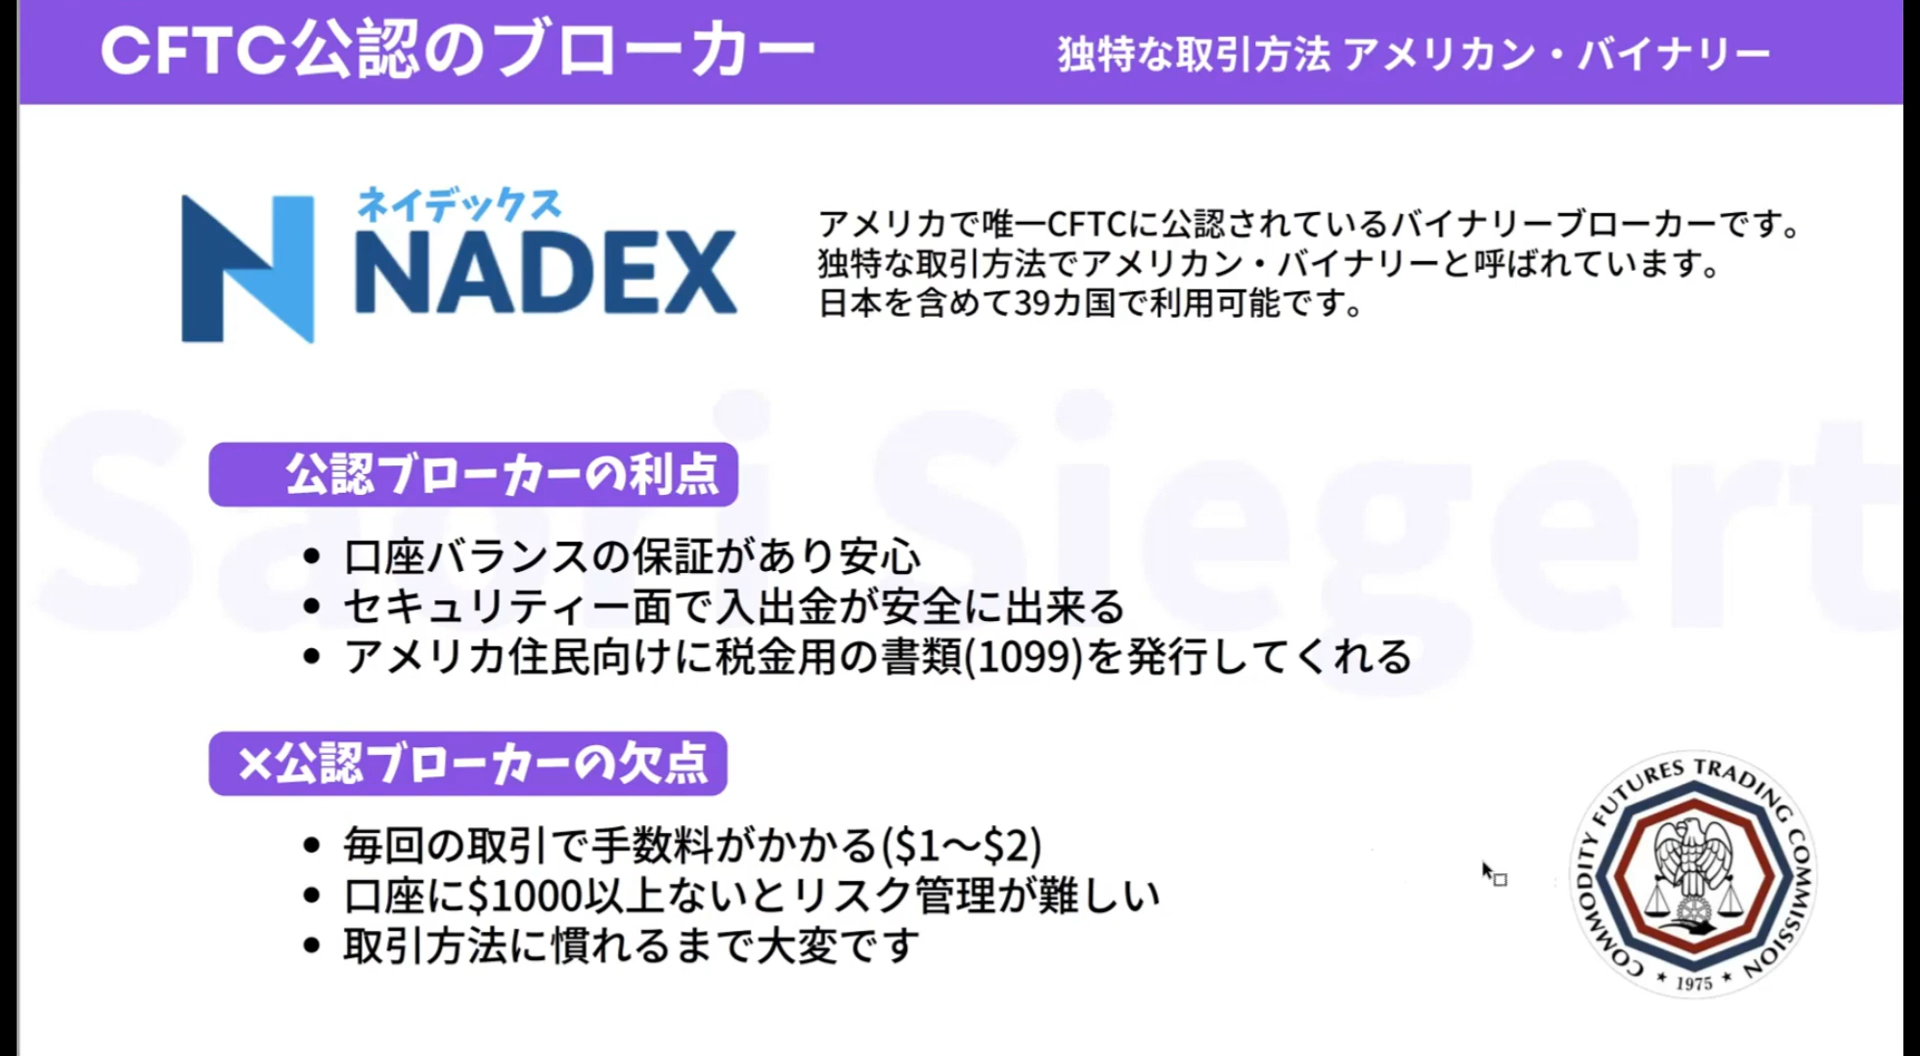 CFTC公認のブローカー
独特な取引方法 アメリカン・バイナリー
ネイデックス
NADEX
アメリカで唯一CFTCに公認されているバイナリーブローカーです。
独特な取引方法でアメリカン・バイナリーと呼ばれています。
日本を含めて39カ国で利用可能です。
Saori Siegert
公認ブローカーの利点
• 口座バランスの保証があり安心
• セキュリティー面で入出金が安全に出来る
• アメリカ住民向けに税金用の書類(1099)を発行してくれる
×公認ブローカーの欠点
• 毎回の取引で手数料がかかる($1〜$2)
• 口座に$1000以上ないとリスク管理が難しい
• 取引方法に慣れるまで大変です
COMMODITY FUTURES TRADING COMMISSION
★ 1975 ★